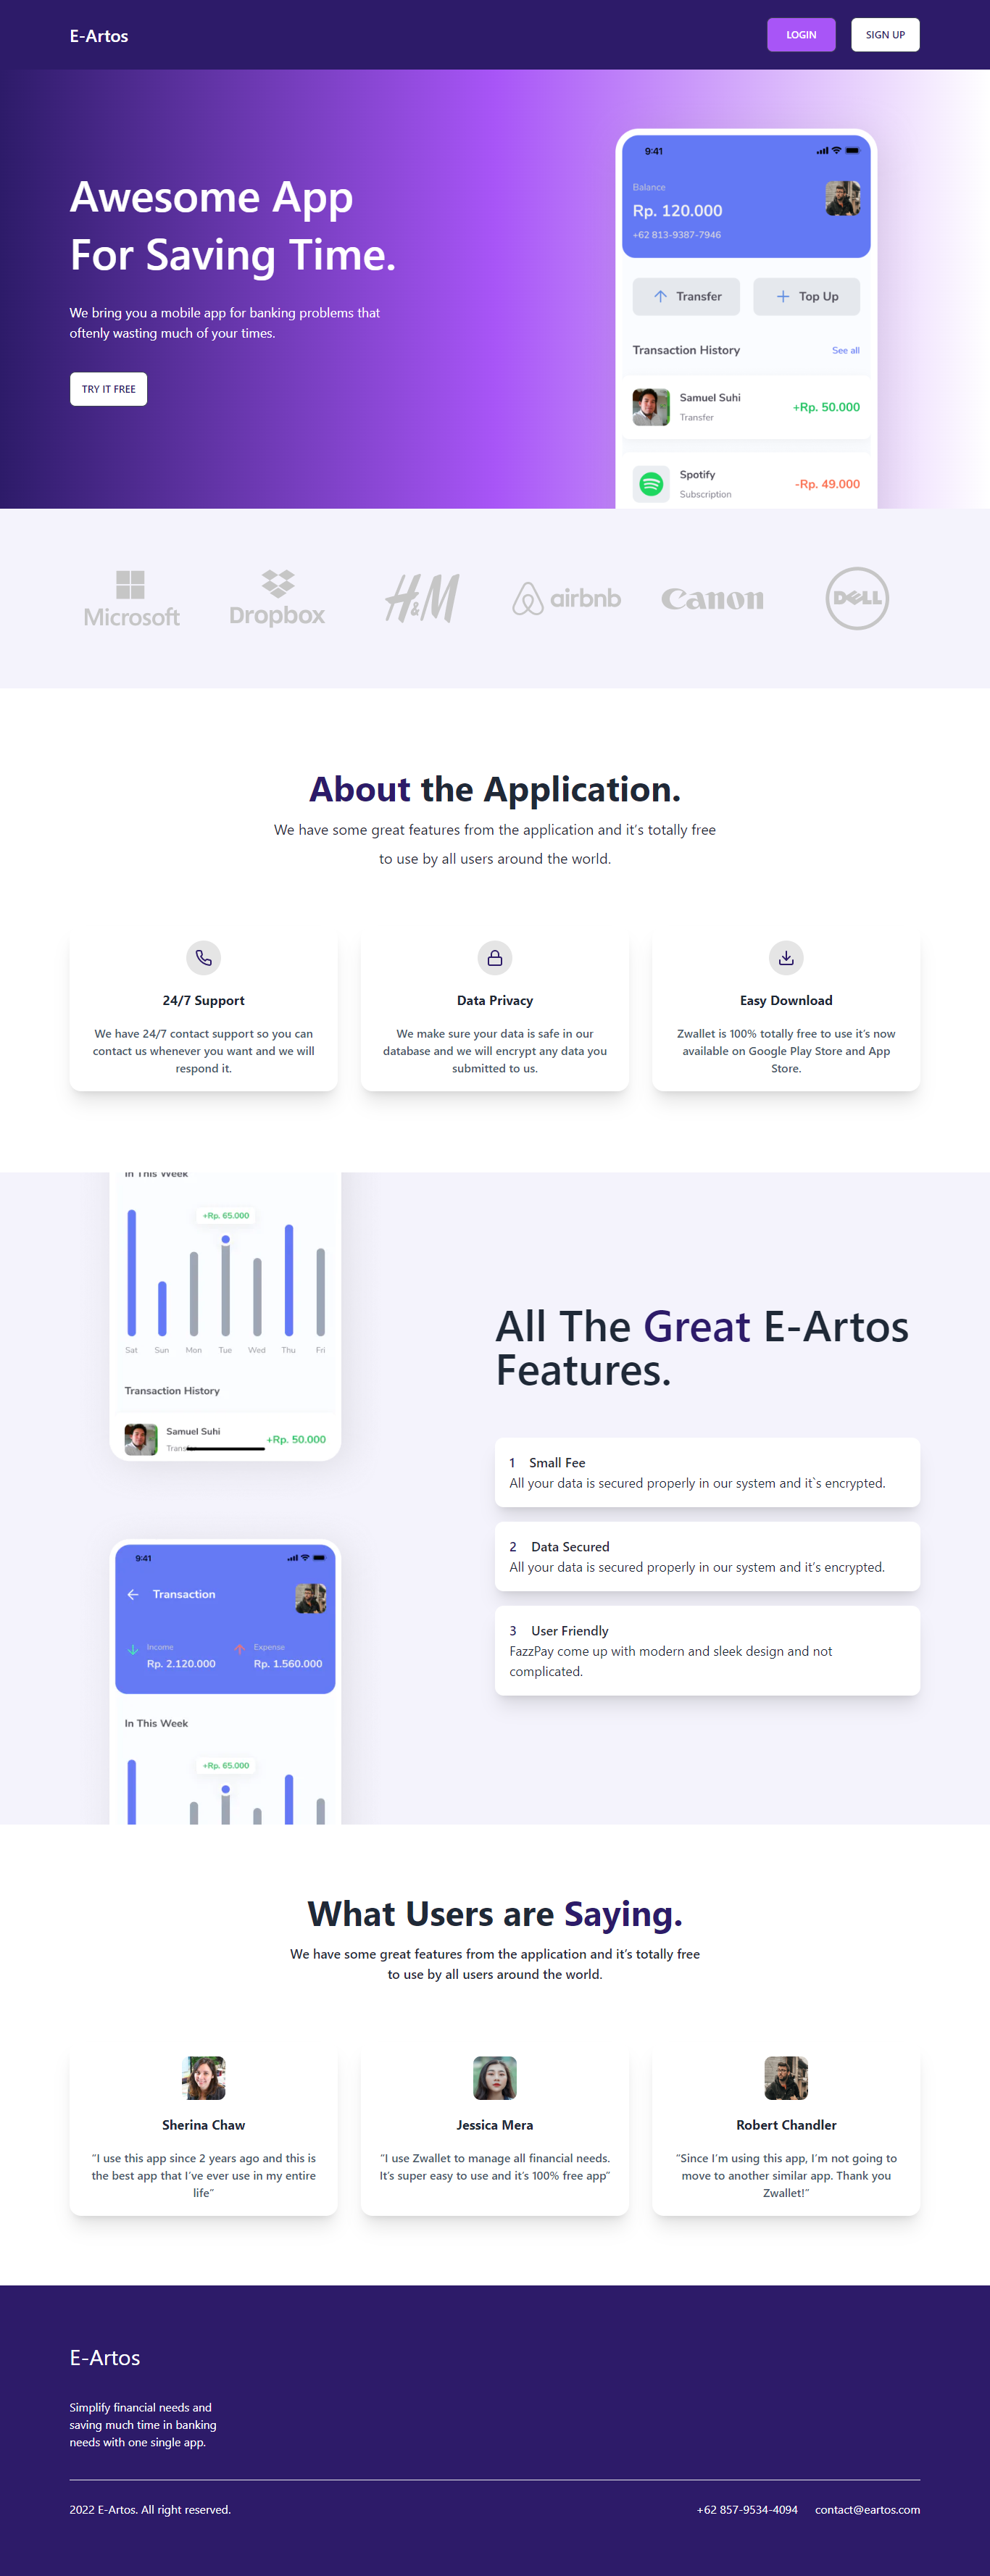 E-Artos
LOGIN
SIGN UP
Awesome App
For Saving Time.
We bring you a mobile app for banking problems that
oftenly wasting much of your times.
TRY IT FREE
9:41
Balance
Rp. 120.000
+62 813-9387-7946
Transfer
Top Up
Transaction History
See all
Samuel Suhi
Transfer
+Rp. 50.000
Spotify
Subscription
-Rp. 49.000
Microsoft
Dropbox
H&M
airbnb
Canon
DELL
About the Application.
We have some great features from the application and it’s totally free
to use by all users around the world.
24/7 Support
We have 24/7 contact support so you can
contact us whenever you want and we will
respond it.
Data Privacy
We make sure your data is safe in our
database and we will encrypt any data you
submitted to us.
Easy Download
Zwallet is 100% totally free to use it’s now
available on Google Play Store and App
Store.
In This Week
+Rp. 65.000
Sat Sun Mon Tue Wed Thu Fri
Transaction History
Samuel Suhi
+Rp. 50.000
All The Great E-Artos
Features.
1 Small Fee
All your data is secured properly in our system and it`s encrypted.
2 Data Secured
All your data is secured properly in our system and it’s encrypted.
3 User Friendly
FazzPay come up with modern and sleek design and not
complicated.
9:41
Transaction
Income
Rp. 2.120.000
Expense
Rp. 1.560.000
In This Week
+Rp. 65.000
What Users are Saying.
We have some great features from the application and it’s totally free
to use by all users around the world.
Sherina Chaw
“I use this app since 2 years ago and this is
the best app that I’ve ever use in my entire
life”
Jessica Mera
“I use Zwallet to manage all financial needs.
It’s super easy to use and it’s 100% free app”
Robert Chandler
“Since I’m using this app, I’m not going to
move to another similar app. Thank you
Zwallet!”
E-Artos
Simplify financial needs and
saving much time in banking
needs with one single app.
2022 E-Artos. All right reserved.
+62 857-9534-4094
contact@eartos.com